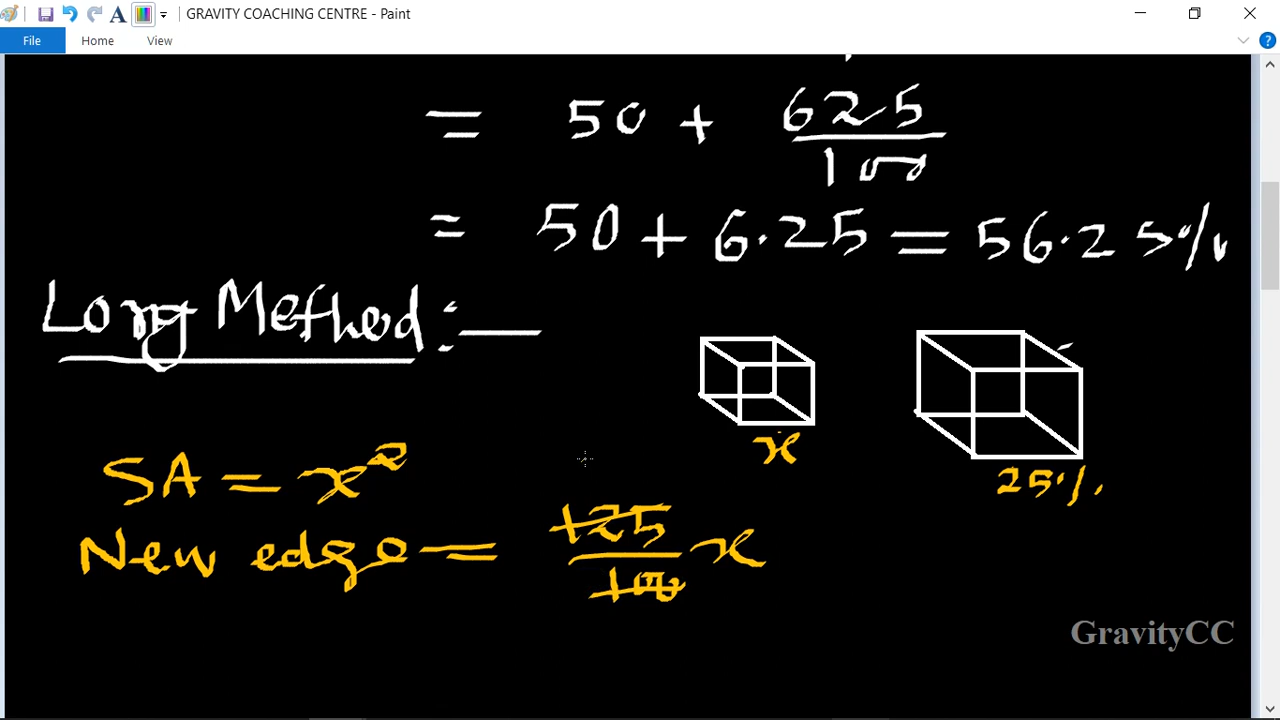 GRAVITY COACHING CENTRE - Paint
File Home View
= 50 + 625/100
= 50 + 6.25 = 56.25%
Long Method :—
x
25%
SA = x²
New edge = 125/100 x
GravityCC